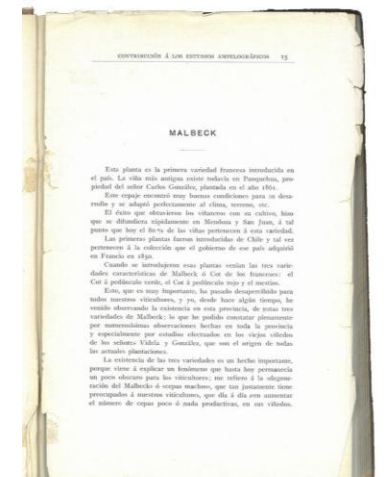 CONTRIBUCIÓN Á LOS ESTUDIOS AMPELOGRÁFICOS 15
MALBECK
Esta planta es la primera variedad francesa introducida en
el país. La viña más antigua existe todavía en Panquehua, pro-
piedad del señor Carlos González, plantada en el año 1861.
Este cepaje encontró muy buenas condiciones para su desa-
rrollo y se adaptó perfectamente al clima, terreno, etc.
El éxito que obtuvieron los viñateros con su cultivo, hizo
que se difundiera rápidamente en Mendoza y San Juan, á tal
punto que hoy el 80 % de las viñas pertenecen á esta variedad.
Las primeras plantas fueron introducidas de Chile y tal vez
pertenecen á la colección que el gobierno de ese país adquirió
en Francia en 1850.
Cuando se introdujeron esas plantas venían las tres varie-
dades características de Malbeck ó Cot de los franceses: el
Cot á pedúnculo verde, el Cot á pedúnculo rojo y el mestizo.
Esto, que es muy importante, ha pasado desapercibido para
todos nuestros viticultores, y yo, desde hace algún tiempo, he
venido observando la existencia en esta provincia, de estas tres
variedades de Malbeck; lo que he podido constatar plenamente
por numerosísimas observaciones hechas en toda la provincia
y especialmente por estudios efectuados en los viejos viñedos
de los señores Videla y González, que son el origen de todas
las actuales plantaciones.
La existencia de las tres variedades es un hecho importante,
porque viene á explicar un fenómeno que hasta hoy permanecía
un poco obscuro para los viticultores; me refiero á la «degene-
ración del Malbeck» ó «cepas machos», que tan justamente tiene
preocupados á nuestros viticultores, que día á día ven aumentar
el número de cepas poco ó nada productivas, en sus viñedos.